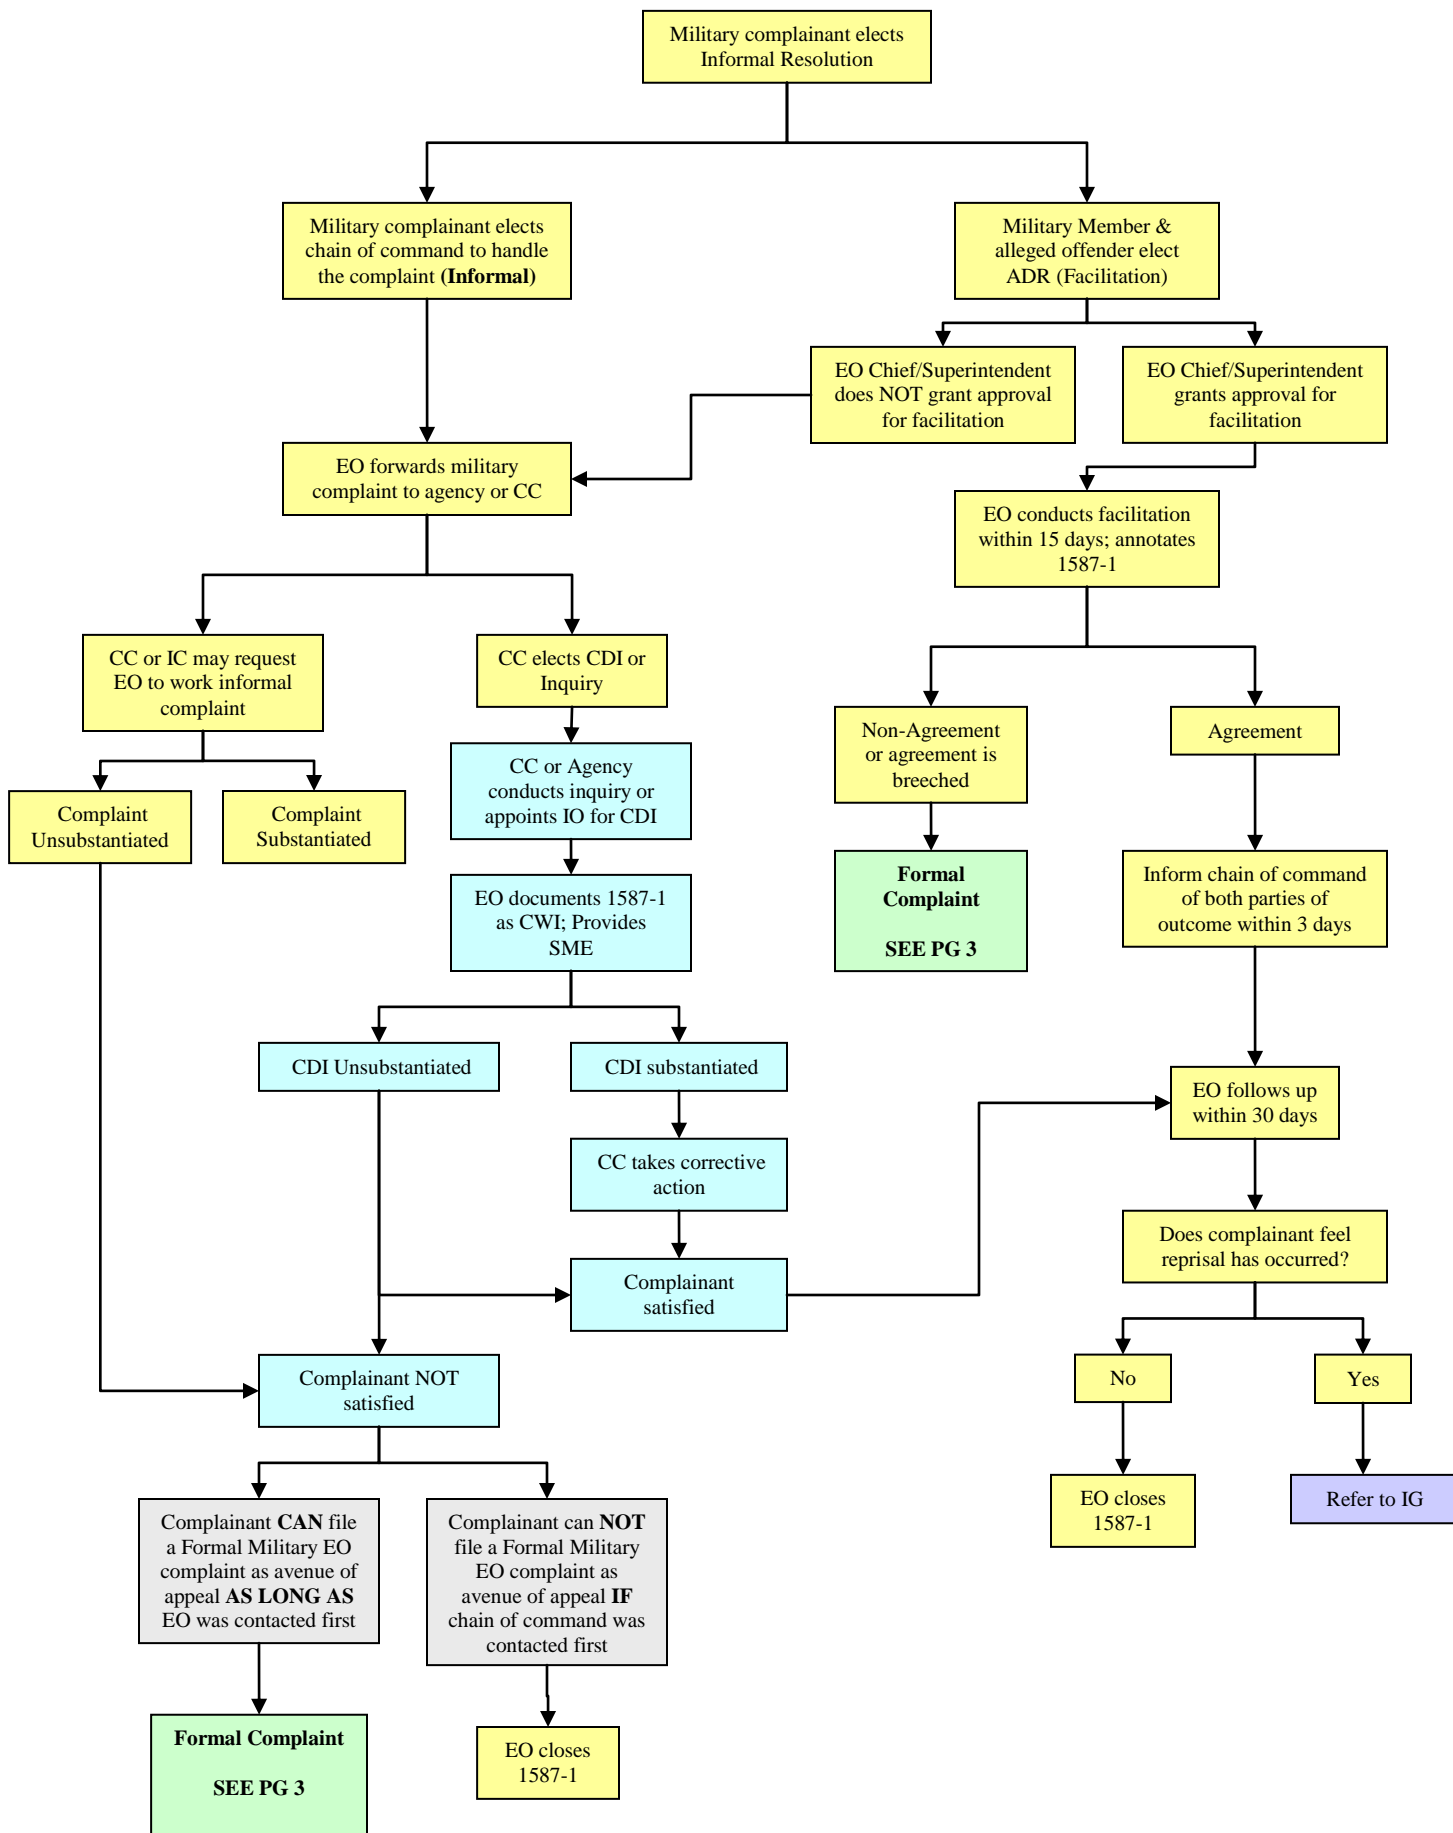 Military complainant elects
Informal Resolution
Military complainant elects
chain of command to handle
the complaint (Informal)
Military Member &
alleged offender elect
ADR (Facilitation)
EO Chief/Superintendent
does NOT grant approval
for facilitation
EO Chief/Superintendent
grants approval for
facilitation
EO forwards military
complaint to agency or CC
EO conducts facilitation
within 15 days; annotates
1587-1
CC or IC may request
EO to work informal
complaint
CC elects CDI or
Inquiry
Non-Agreement
or agreement is
breeched
Agreement
CC or Agency
conducts inquiry or
appoints IO for CDI
Complaint
Unsubstantiated
Complaint
Substantiated
Formal
Complaint
SEE PG 3
Inform chain of command
of both parties of
outcome within 3 days
EO documents 1587-1
as CWI; Provides
SME
CDI Unsubstantiated
CDI substantiated
EO follows up
within 30 days
CC takes corrective
action
Does complainant feel
reprisal has occurred?
Complainant
satisfied
Complainant NOT
satisfied
No
Yes
EO closes
1587-1
Refer to IG
Complainant CAN file
a Formal Military EO
complaint as avenue of
appeal AS LONG AS
EO was contacted first
Complainant can NOT
file a Formal Military
EO complaint as
avenue of appeal IF
chain of command was
contacted first
Formal Complaint
SEE PG 3
EO closes
1587-1